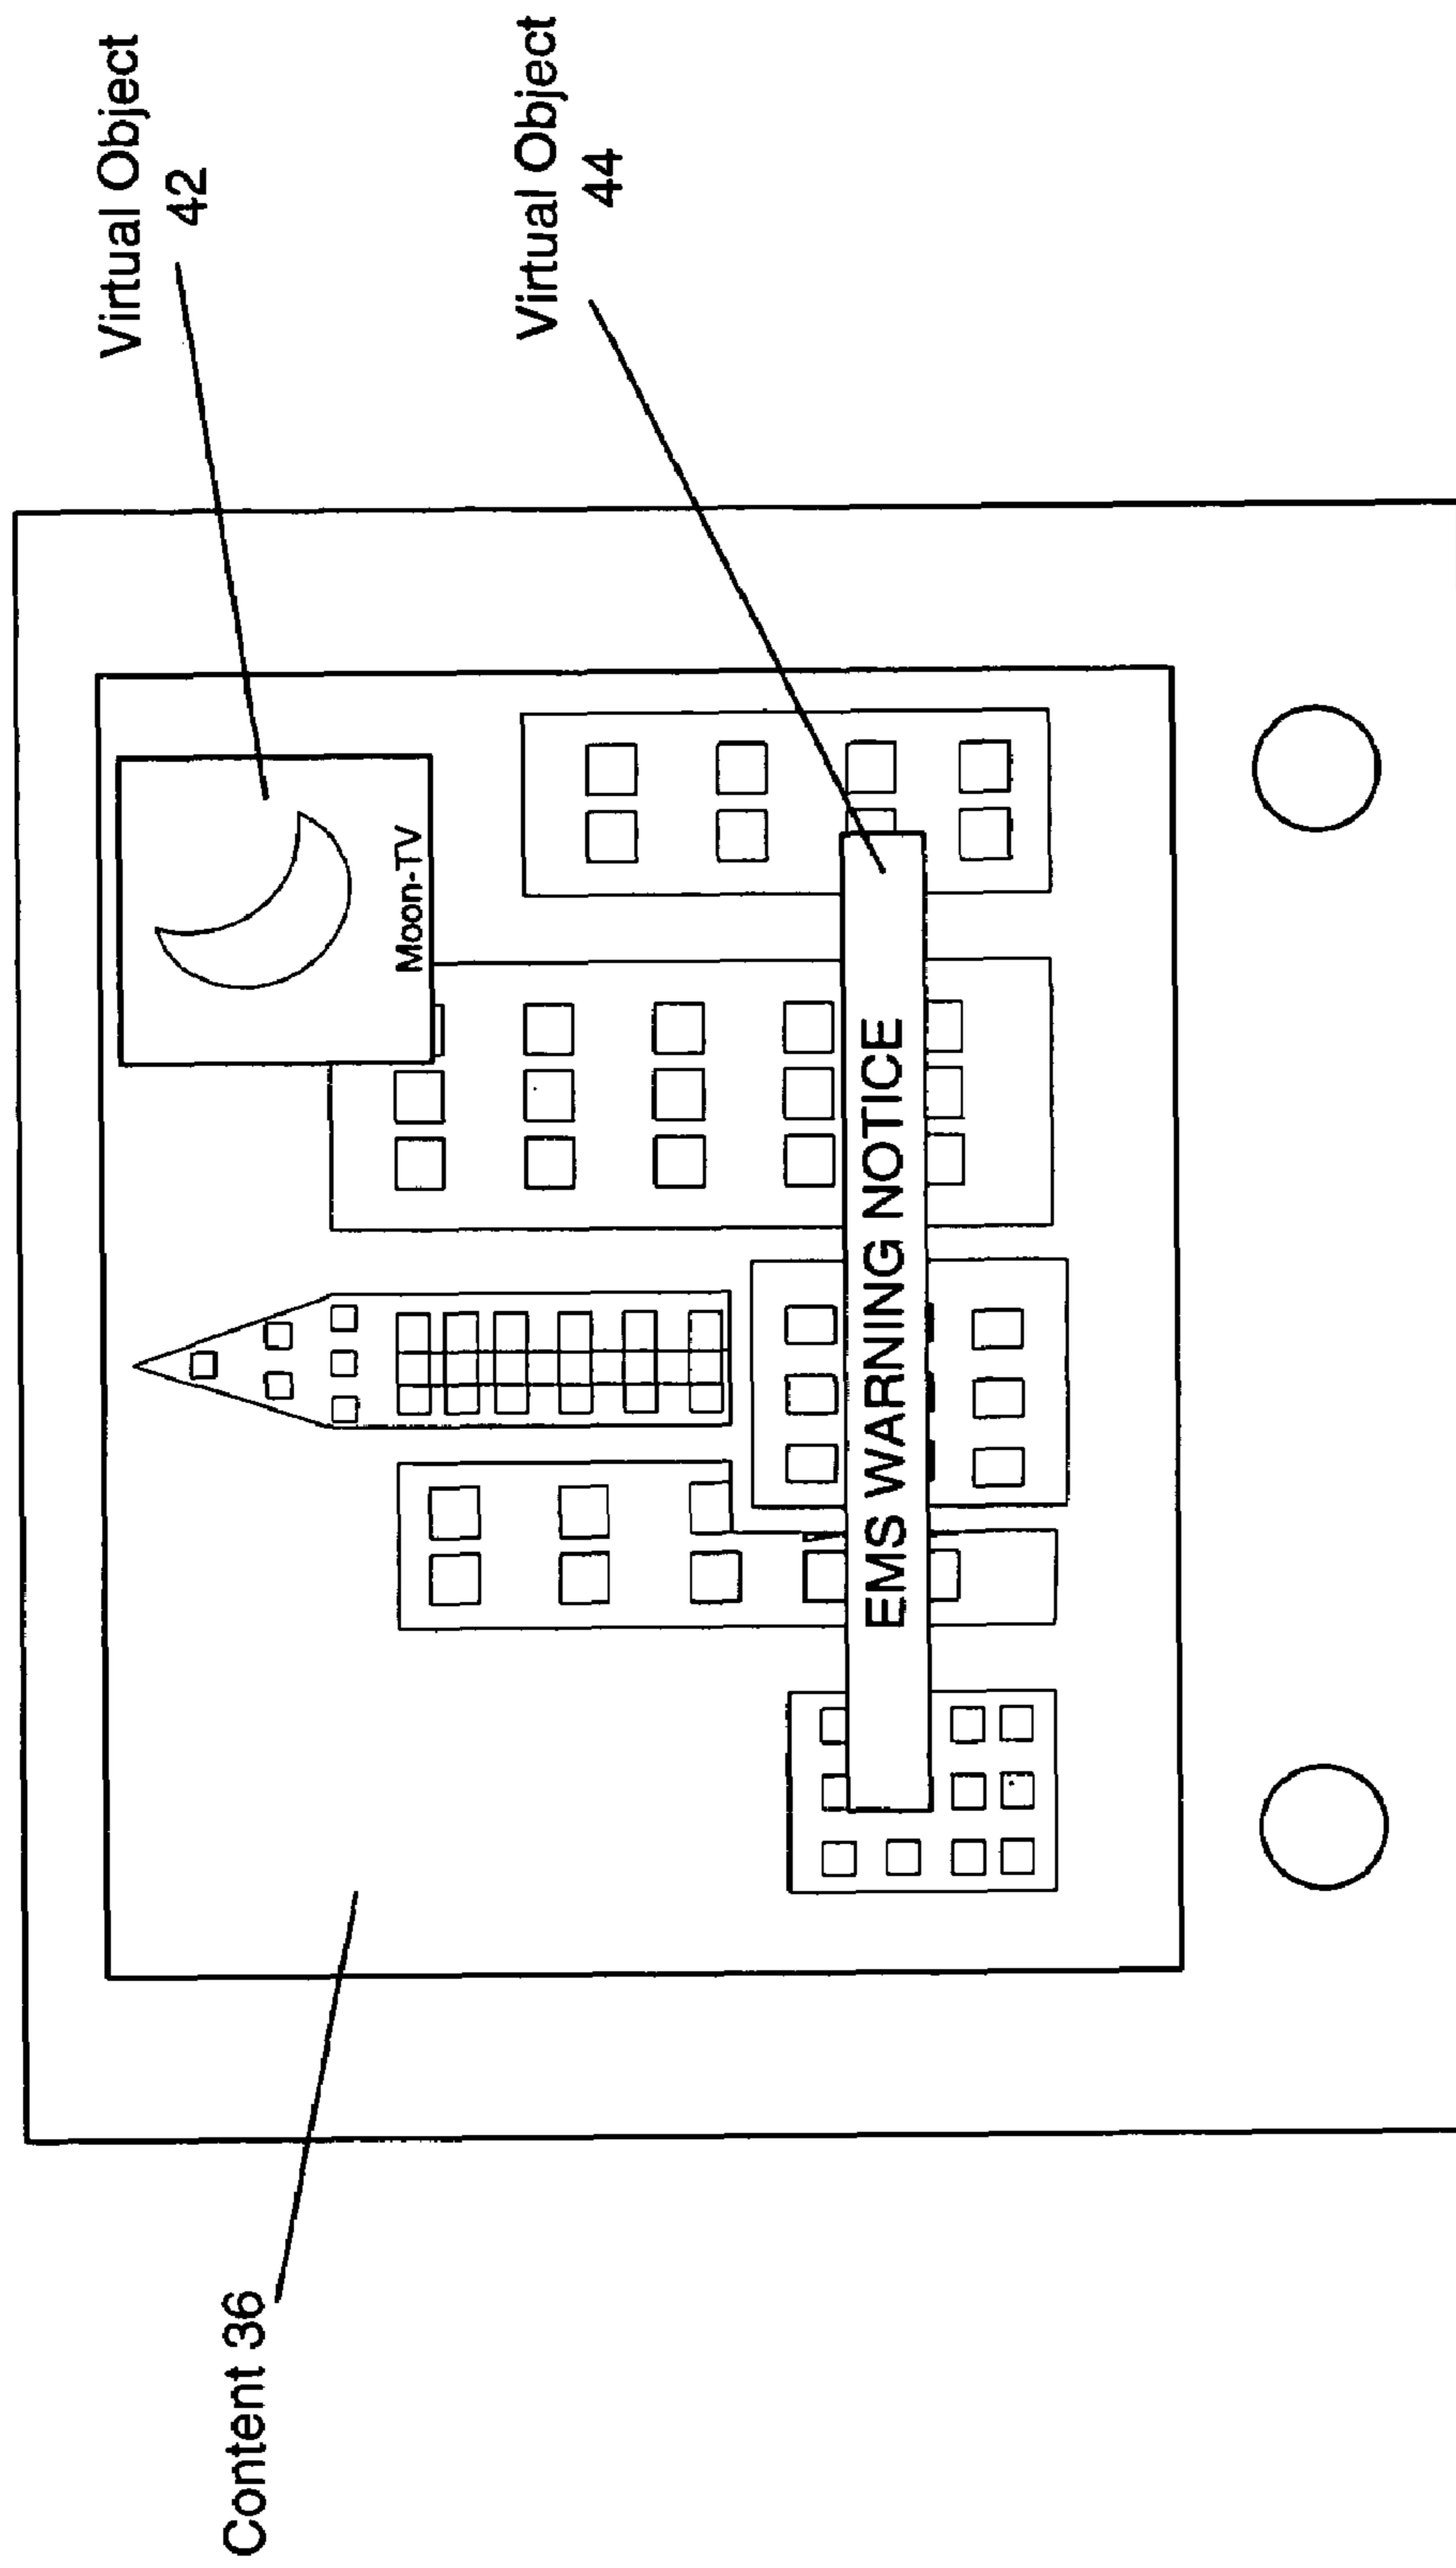 Virtual Object
42
Virtual Object
44
Moon-TV
EMS WARNING NOTICE
Content 36